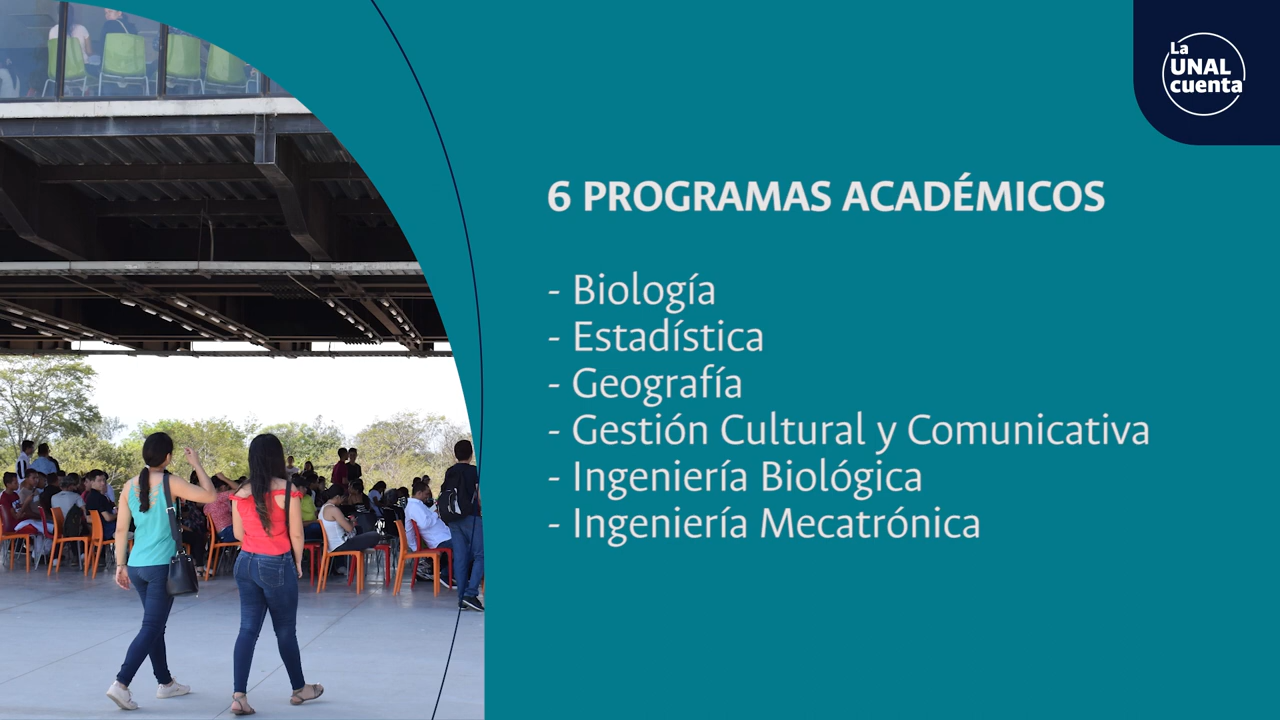 La
UNAL
cuenta
6 PROGRAMAS ACADÉMICOS
- Biología
- Estadística
- Geografía
- Gestión Cultural y Comunicativa
- Ingeniería Biológica
- Ingeniería Mecatrónica